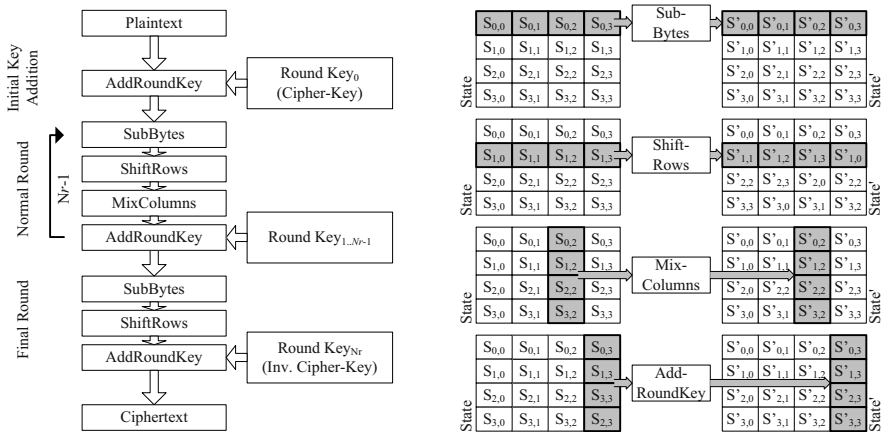 Initial Key
Addition
Plaintext
AddRoundKey
Round Key0
(Cipher-Key)
Normal Round
Nr-1
SubBytes
ShiftRows
MixColumns
AddRoundKey
Round Key1..Nr-1
Final Round
SubBytes
ShiftRows
AddRoundKey
Round KeyNr
(Inv. Cipher-Key)
Ciphertext
State
S0,0 S0,1 S0,2 S0,3
S1,0 S1,1 S1,2 S1,3
S2,0 S2,1 S2,2 S2,3
S3,0 S3,1 S3,2 S3,3
Sub-
Bytes
S'0,0 S'0,1 S'0,2 S'0,3
S'1,0 S'1,1 S'1,2 S'1,3
S'2,0 S'2,1 S'2,2 S'2,3
S'3,0 S'3,1 S'3,2 S'3,3
State'
State
S0,0 S0,1 S0,2 S0,3
S1,0 S1,1 S1,2 S1,3
S2,0 S2,1 S2,2 S2,3
S3,0 S3,1 S3,2 S3,3
Shift-
Rows
S'0,0 S'0,1 S'0,2 S'0,3
S'1,1 S'1,2 S'1,3 S'1,0
S'2,2 S'2,3 S'2,0 S'2,2
S'3,3 S'3,0 S'3,1 S'3,2
State'
State
S0,0 S0,1 S0,2 S0,3
S1,0 S1,1 S1,2 S1,3
S2,0 S2,1 S2,2 S2,3
S3,0 S3,1 S3,2 S3,3
Mix-
Columns
S'0,0 S'0,1 S'0,2 S'0,3
S'1,0 S'1,1 S'1,2 S'1,3
S'2,0 S'2,2 S'2,2 S'2,3
S'3,0 S'3,1 S'3,2 S'3,3
State'
State
S0,0 S0,1 S0,2 S0,3
S1,0 S1,1 S1,2 S1,3
S2,0 S2,1 S2,2 S3,3
S3,0 S3,1 S3,2 S2,3
Add-
RoundKey
S'0,0 S'0,1 S'0,2 S'0,3
S'1,0 S'1,1 S'1,2 S'1,3
S'2,0 S'2,1 S'2,2 S'2,3
S'3,0 S'3,1 S'3,2 S'3,3
State'